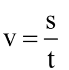 v = s/t